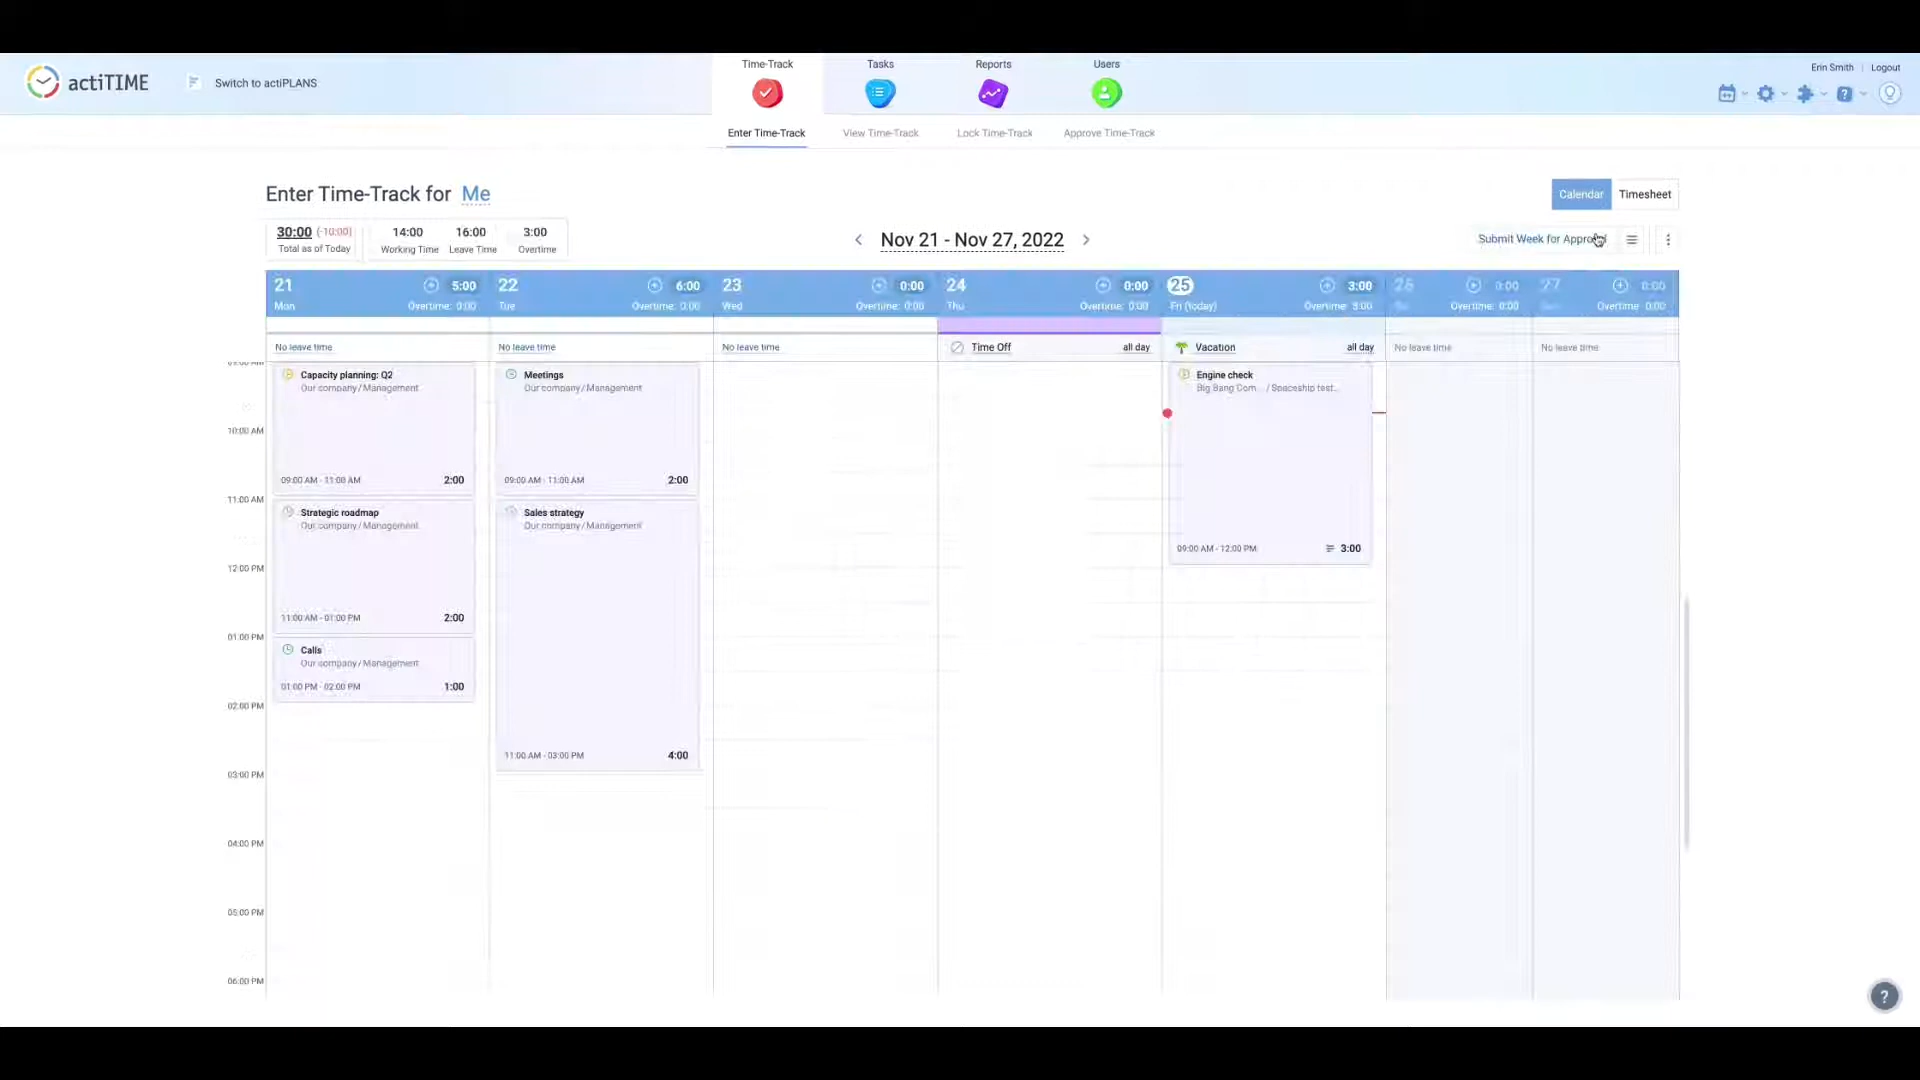 actiTIME
Switch to actiPLANS
Time-Track
Tasks
Reports
Users
Erin Smith
Logout
Enter Time-Track
View Time-Track
Lock Time-Track
Approve Time-Track
Enter Time-Track for Me
Calendar
Timesheet
30:00 (-10:00)
Total as of Today
14:00
Working Time
16:00
Leave Time
3:00
Overtime
Nov 21 - Nov 27, 2022
Submit Week for
21 5:00
Mon Overtime: 0:00
22 6:00
Tue Overtime: 0:00
23 0:00
Wed Overtime: 0:00
24 0:00
Thu Overtime: 0:00
25 3:00
Fri (today) Overtime: 3:00
26 0:00
Overtime: 0:00
27 0:00
Overtime: 0:00
No leave time
No leave time
No leave time
Time Off all day
Vacation all day
No leave time
No leave time
10:00 AM
11:00 AM
12:00 PM
01:00 PM
02:00 PM
03:00 PM
04:00 PM
05:00 PM
06:00 PM
Capacity planning: Q2
Our company / Management
09:00 AM - 11:00 AM 2:00
Strategic roadmap
Our company / Management
11:00 AM - 01:00 PM 2:00
Calls
Our company / Management
01:00 PM - 02:00 PM 1:00
Meetings
Our company / Management
09:00 AM - 11:00 AM 2:00
Sales strategy
Our company / Management
11:00 AM - 03:00 PM 4:00
Engine check
Big Bang Com... / Spaceship test...
09:00 AM - 12:00 PM 3:00
?